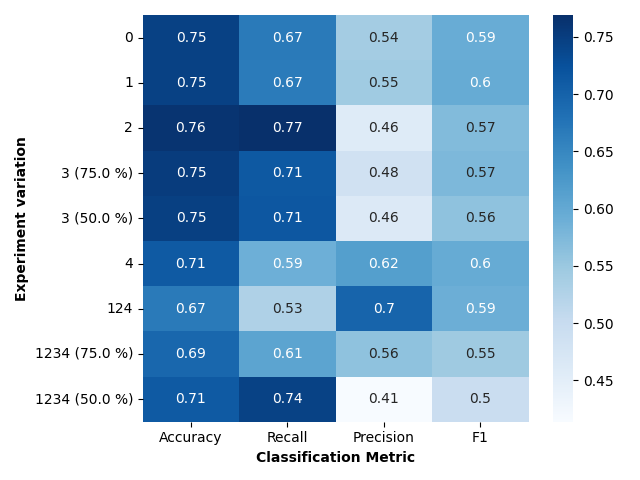 0 0.75 0.67 0.54 0.59 0.75
1 0.75 0.67 0.55 0.6 0.70
2 0.76 0.77 0.46 0.57
3 (75.0 %) 0.75 0.71 0.48 0.57 0.65
3 (50.0 %) 0.75 0.71 0.46 0.56 0.60
4 0.71 0.59 0.62 0.6 0.55
124 0.67 0.53 0.7 0.59 0.50
1234 (75.0 %) 0.69 0.61 0.56 0.55
1234 (50.0 %) 0.71 0.74 0.41 0.5 0.45
Accuracy Recall Precision F1
Classification Metric
Experiment variation